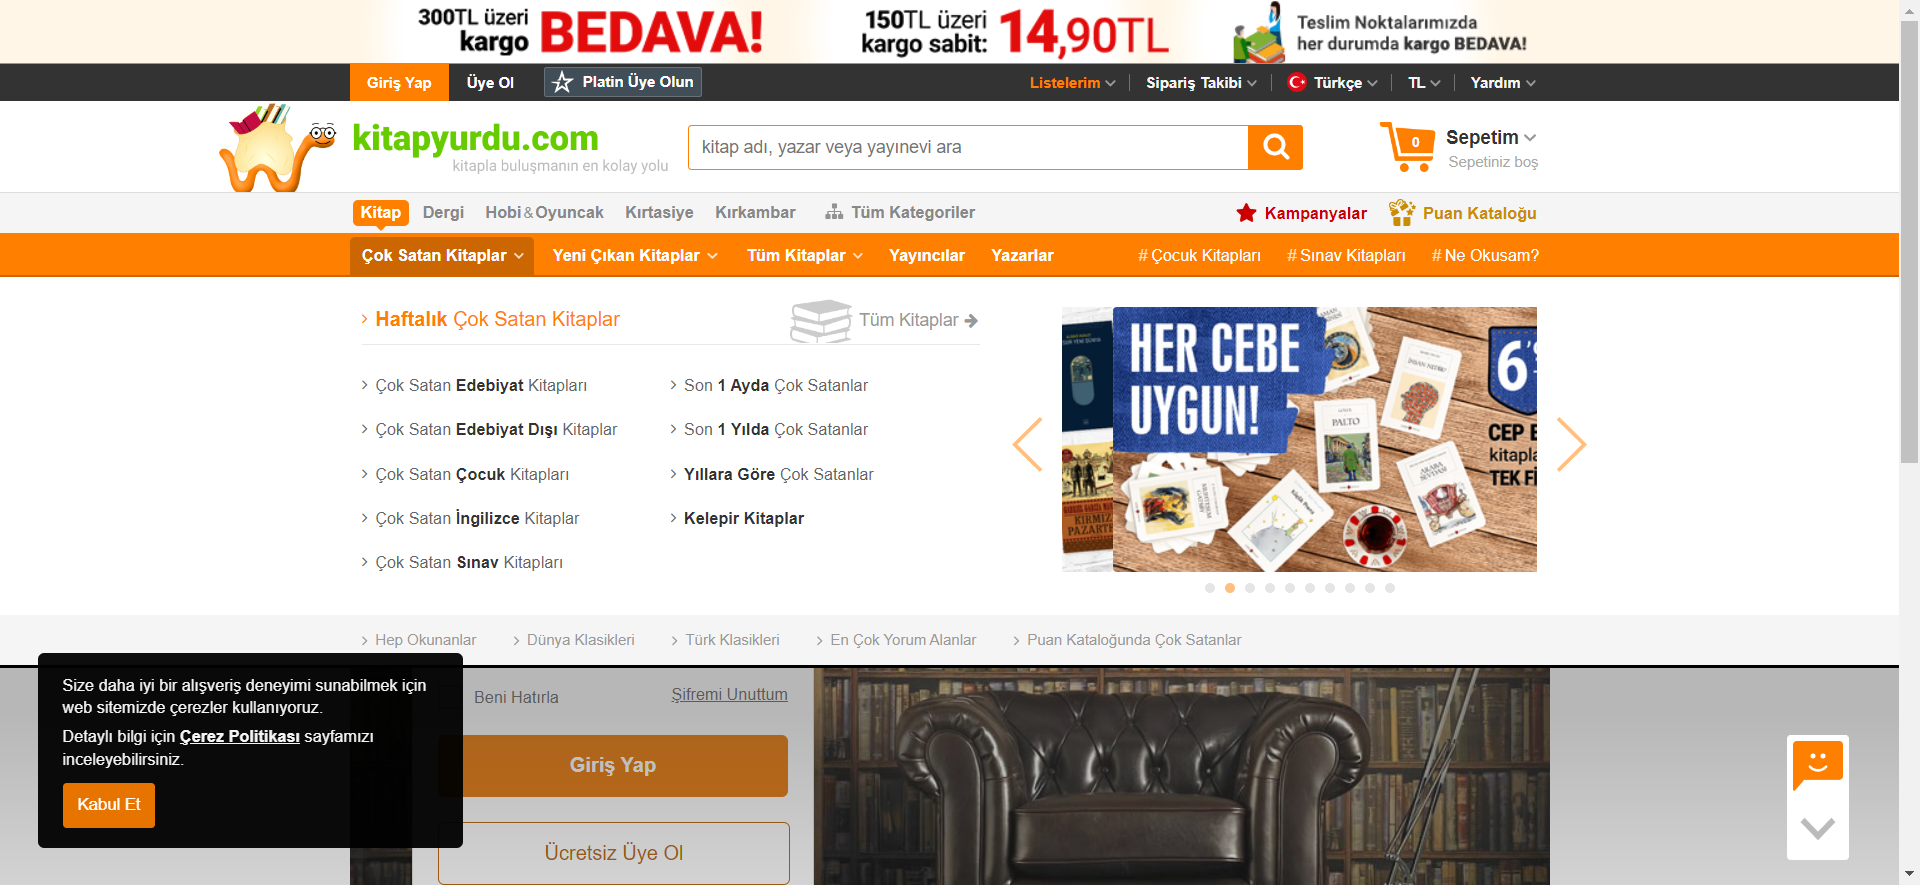 300TL üzeri
kargo BEDAVA!
150TL üzeri
kargo sabit: 14,90TL
Teslim Noktalarımızda
her durumda kargo BEDAVA!
Giriş Yap
Üye Ol
Platin Üye Olun
Listelerim
Sipariş Takibi
Türkçe
TL
Yardım
kitapyurdu.com
kitapla buluşmanın en kolay yolu
kitap adı, yazar veya yayınevi ara
0
Sepetim
Sepetiniz boş
Kitap
Dergi
Hobi & Oyuncak
Kırtasiye
Kırkambar
Tüm Kategoriler
Kampanyalar
Puan Kataloğu
Çok Satan Kitaplar
Yeni Çıkan Kitaplar
Tüm Kitaplar
Yayıncılar
Yazarlar
# Çocuk Kitapları
# Sınav Kitapları
# Ne Okusam?
Haftalık Çok Satan Kitaplar
Tüm Kitaplar
Çok Satan Edebiyat Kitapları
Çok Satan Edebiyat Dışı Kitaplar
Çok Satan Çocuk Kitapları
Çok Satan İngilizce Kitaplar
Çok Satan Sınav Kitapları
Son 1 Ayda Çok Satanlar
Son 1 Yılda Çok Satanlar
Yıllara Göre Çok Satanlar
Kelepir Kitaplar
HER CEBE
UYGUN!
6'
CEP
kitapla
TEK Fİ
İNSAN NEDİR?
PALTO
ARABA
SEVDASI
Küçük Prens
KIRMIZ
PAZARTE
Hep Okunanlar
Dünya Klasikleri
Türk Klasikleri
En Çok Yorum Alanlar
Puan Kataloğunda Çok Satanlar
Size daha iyi bir alışveriş deneyimi sunabilmek için
web sitemizde çerezler kullanıyoruz.
Detaylı bilgi için Çerez Politikası sayfamızı
inceleyebilirsiniz.
Kabul Et
Beni Hatırla
Şifremi Unuttum
Giriş Yap
Ücretsiz Üye Ol